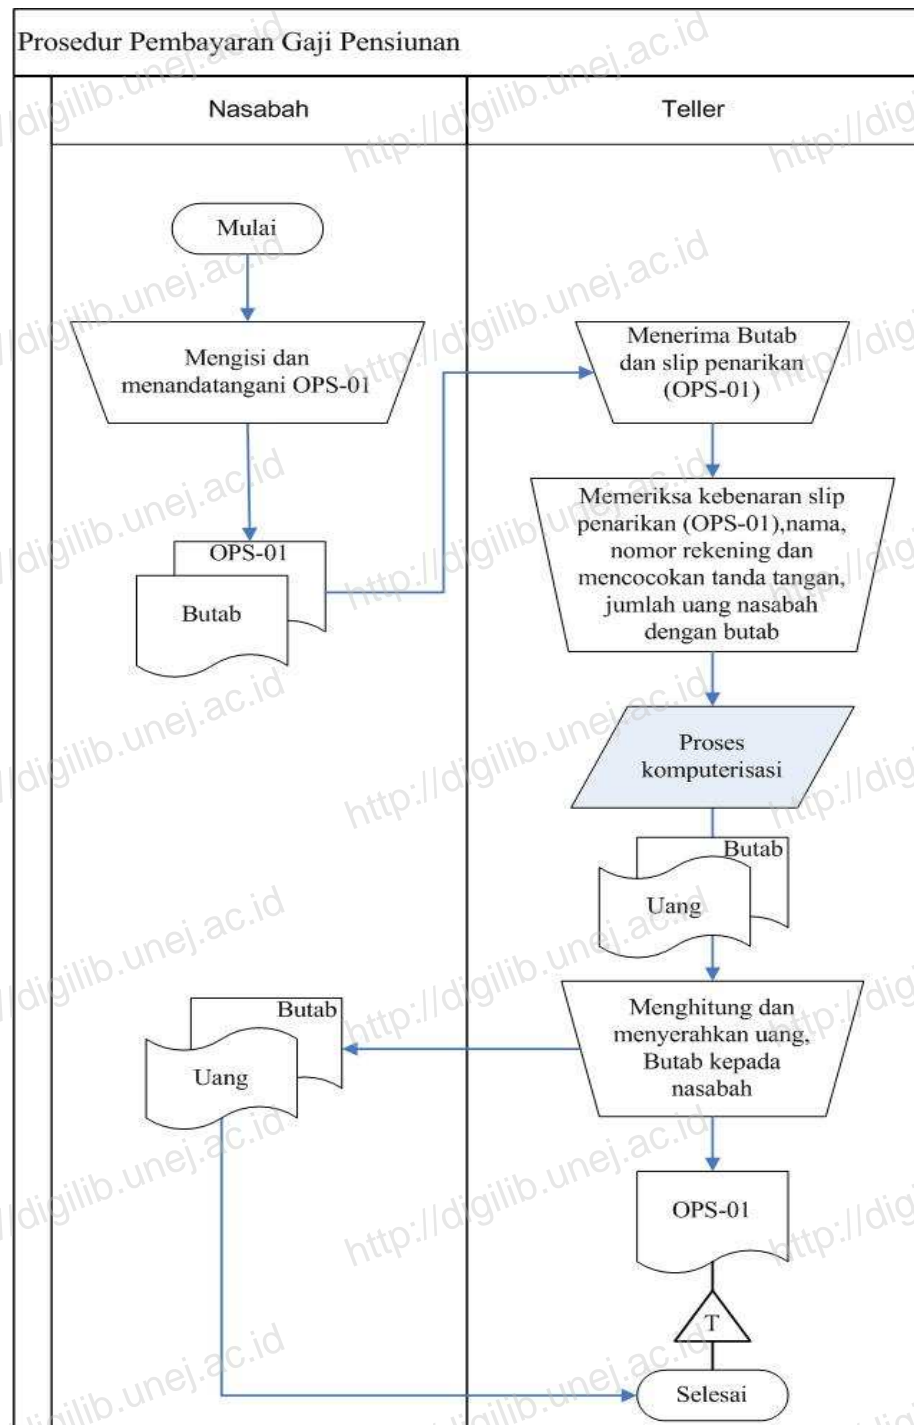 Prosedur Pembayaran Gaji Pensiunan
Nasabah
Teller
Mulai
Mengisi dan
menandatangani OPS-01
OPS-01
Butab
Menerima Butab
dan slip penarikan
(OPS-01)
Memeriksa kebenaran slip
penarikan (OPS-01),nama,
nomor rekening dan
mencocokan tanda tangan,
jumlah uang nasabah
dengan butab
Proses
komputerisasi
Butab
Uang
Menghitung dan
menyerahkan uang,
Butab kepada
nasabah
Butab
Uang
OPS-01
T
Selesai
http://digilib.unej.ac.id